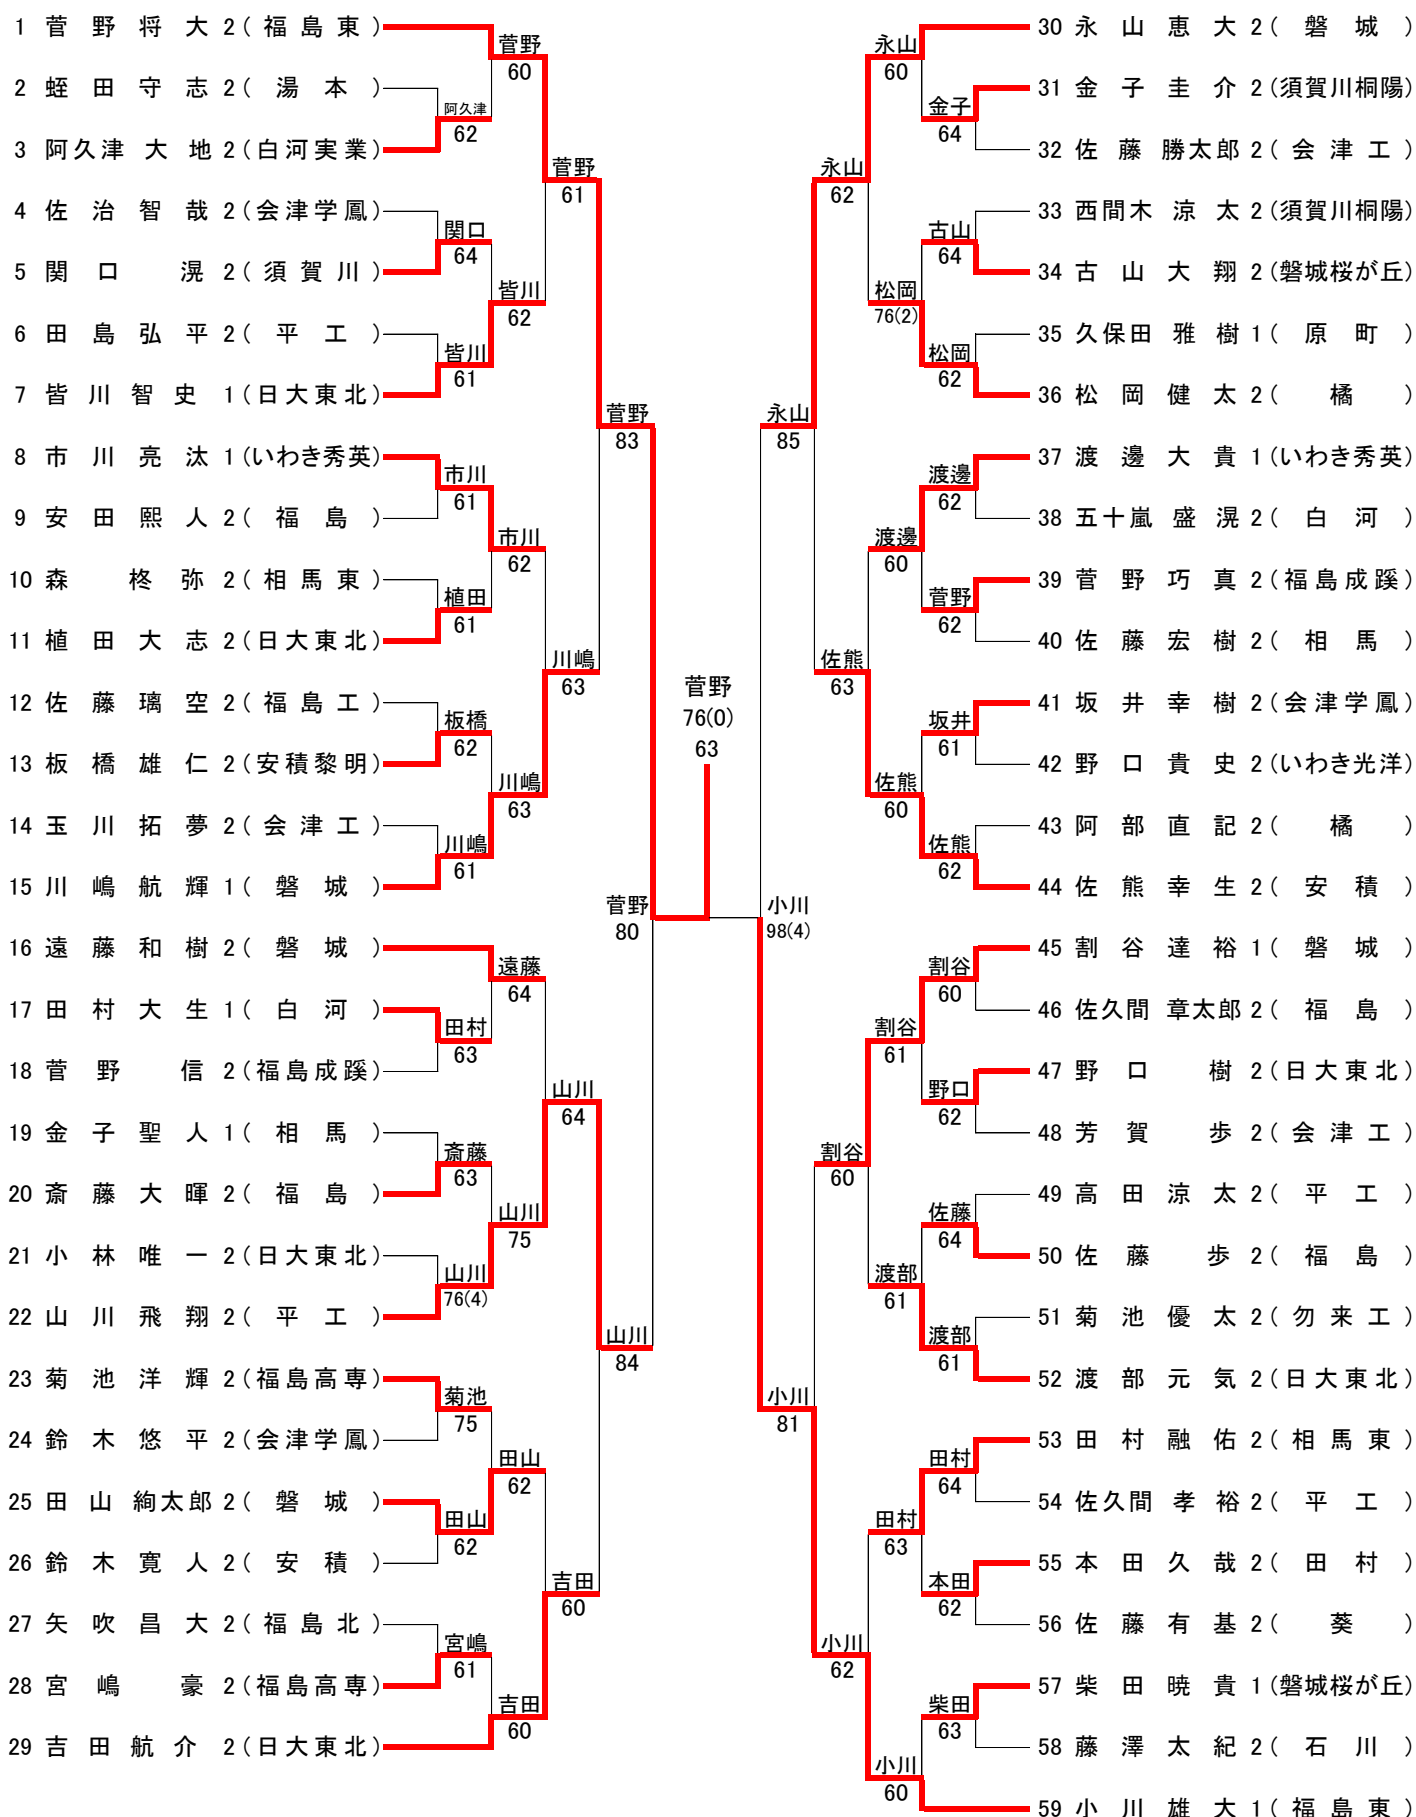 1 菅野将大 2(福島東)
2 蛭田守志 2(湯本)
3 阿久津大地 2(白河実業)
4 佐治智哉 2(会津学鳳)
5 関口滉 2(須賀川)
6 田島弘平 2(平工)
7 皆川智史 1(日大東北)
8 市川亮汰 1(いわき秀英)
9 安田熙人 2(福島)
10 森柊弥 2(相馬東)
11 植田大志 2(日大東北)
12 佐藤璃空 2(福島工)
13 板橋雄仁 2(安積黎明)
14 玉川拓夢 2(会津工)
15 川嶋航輝 1(磐城)
16 遠藤和樹 2(磐城)
17 田村大生 1(白河)
18 菅野信 2(福島成蹊)
19 金子聖人 1(相馬)
20 斎藤大暉 2(福島)
21 小林唯一 2(日大東北)
22 山川飛翔 2(平工)
23 菊池洋輝 2(福島高専)
24 鈴木悠平 2(会津学鳳)
25 田山絢太郎 2(磐城)
26 鈴木寛人 2(安積)
27 矢吹昌大 2(福島北)
28 宮嶋豪 2(福島高専)
29 吉田航介 2(日大東北)
阿久津
62
関口
64
皆川
61
市川
61
植田
61
板橋
62
川嶋
61
田村
63
斎藤
63
山川
76(4)
菊池
75
田山
62
宮嶋
61
菅野
60
皆川
62
市川
62
川嶋
63
遠藤
64
山川
75
田山
62
吉田
60
菅野
61
川嶋
63
山川
64
吉田
60
菅野
83
山川
84
菅野
80
菅野
76(0)
63
小川
98(4)
永山
85
小川
81
永山
62
佐熊
63
割谷
60
小川
62
松岡
76(2)
渡邊
60
佐熊
60
割谷
61
渡部
61
田村
63
小川
60
永山
60
金子
64
古山
64
松岡
62
渡邊
62
菅野
62
坂井
61
佐熊
62
割谷
60
野口
62
佐藤
64
渡部
61
田村
64
本田
62
柴田
63
30 永山恵大 2(磐城)
31 金子圭介 2(須賀川桐陽)
32 佐藤勝太郎 2(会津工)
33 西間木涼太 2(須賀川桐陽)
34 古山大翔 2(磐城桜が丘)
35 久保田雅樹 1(原町)
36 松岡健太 2(橘)
37 渡邊大貴 1(いわき秀英)
38 五十嵐盛滉 2(白河)
39 菅野巧真 2(福島成蹊)
40 佐藤宏樹 2(相馬)
41 坂井幸樹 2(会津学鳳)
42 野口貴史 2(いわき光洋)
43 阿部直記 2(橘)
44 佐熊幸生 2(安積)
45 割谷達裕 1(磐城)
46 佐久間章太郎 2(福島)
47 野口樹 2(日大東北)
48 芳賀歩 2(会津工)
49 高田涼太 2(平工)
50 佐藤歩 2(福島)
51 菊池優太 2(勿来工)
52 渡部元気 2(日大東北)
53 田村融佑 2(相馬東)
54 佐久間孝裕 2(平工)
55 本田久哉 2(田村)
56 佐藤有基 2(葵)
57 柴田暁貴 1(磐城桜が丘)
58 藤澤太紀 2(石川)
59 小川雄大 1(福島東)